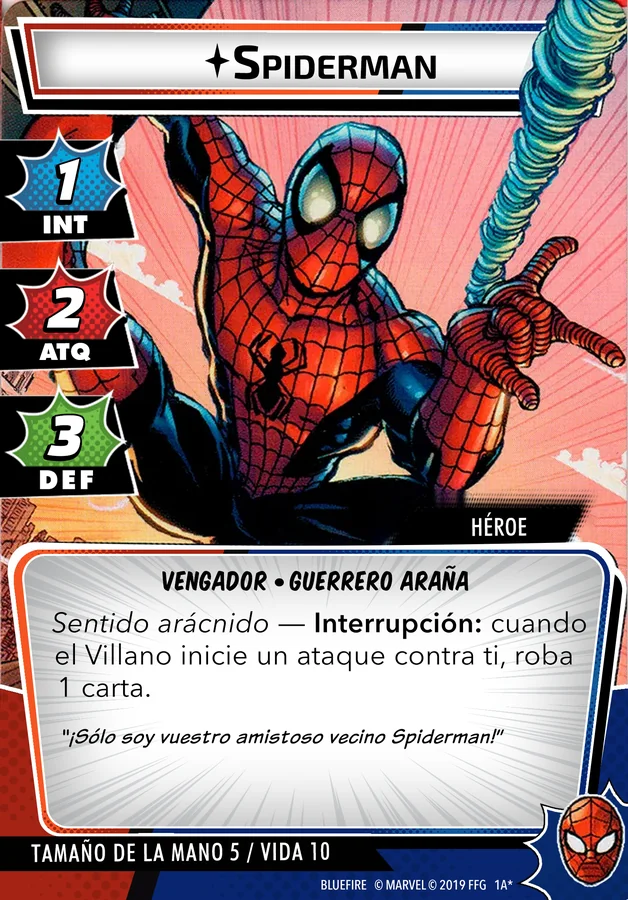 SPIDERMAN
1
INT
2
ATQ
3
DEF
HÉROE
VENGADOR • GUERRERO ARAÑA
Sentido arácnido — Interrupción: cuando
el Villano inicie un ataque contra ti, roba
1 carta.
"¡Sólo soy vuestro amistoso vecino Spiderman!"
TAMAÑO DE LA MANO 5 / VIDA 10
BLUEFIRE © MARVEL © 2019 FFG 1A*